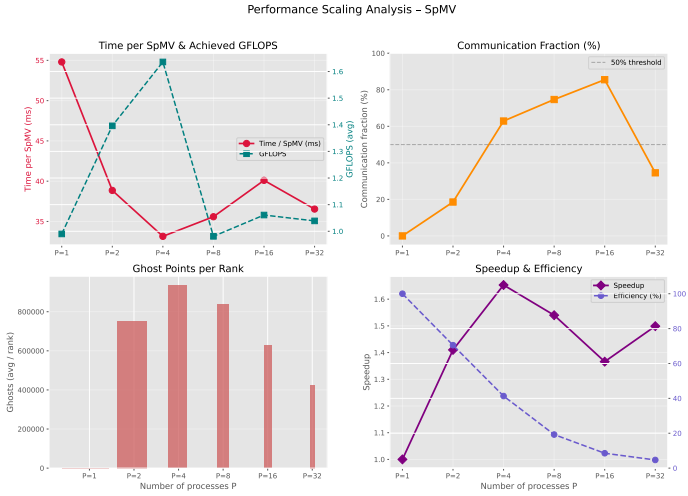 Performance Scaling Analysis – SpMV
Time per SpMV & Achieved GFLOPS
55
50
45
40
35
Time per SpMV (ms)
1.6
1.5
1.4
1.3
1.2
1.1
1.0
GFLOPS (avg)
Time / SpMV (ms)
GFLOPS
P=1 P=2 P=4 P=8 P=16 P=32
Communication Fraction (%)
100
80
60
40
20
0
Communication fraction (%)
50% threshold
P=1 P=2 P=4 P=8 P=16 P=32
Ghost Points per Rank
800000
600000
400000
200000
0
Ghosts (avg / rank)
P=1 P=2 P=4 P=8 P=16 P=32
Number of processes P
Speedup & Efficiency
1.6
1.5
1.4
1.3
1.2
1.1
1.0
Speedup
100
80
60
40
20
0
Speedup
Efficiency (%)
P=1 P=2 P=4 P=8 P=16 P=32
Number of processes P